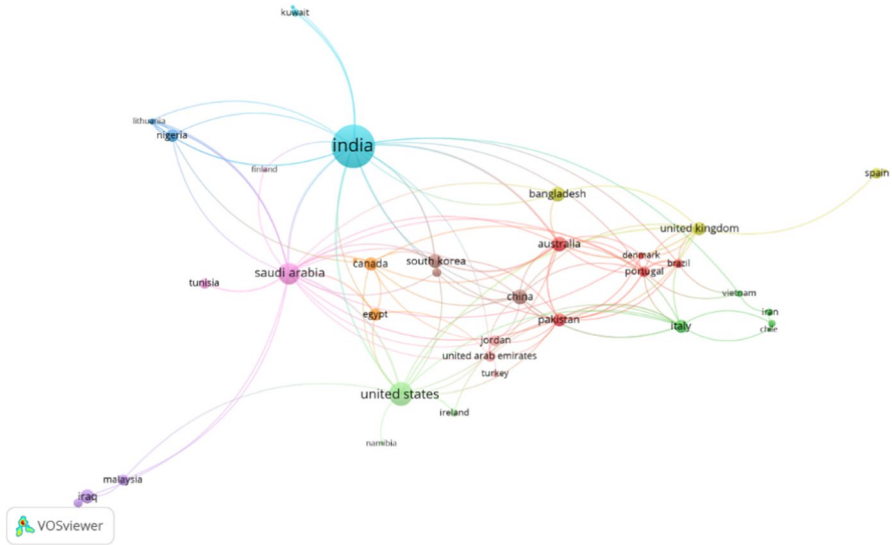 kuwait
lithuania
nigeria
india
finland
spain
bangladesh
united kingdom
australia
denmark
portugal
brazil
south korea
canada
saudi arabia
tunisia
vietnam
china
iran
chile
italy
egypt
pakistan
jordan
united arab emirates
turkey
united states
ireland
namibia
malaysia
iraq
VOSviewer